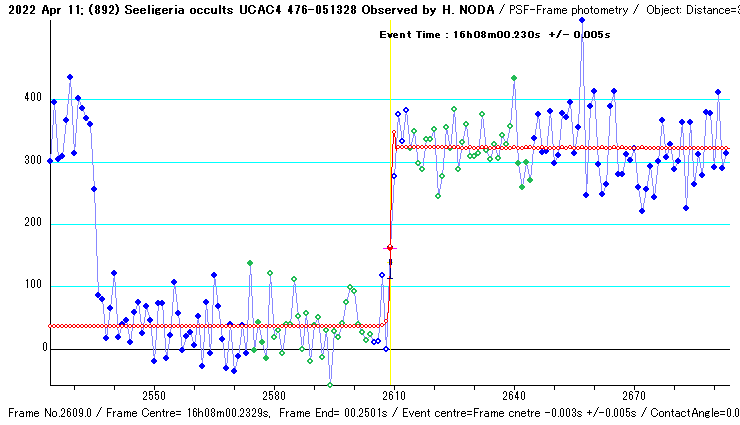 2022 Apr 11; (892) Seeligeria occults UCAC4 476-051328 Observed by H. NODA / PSF-Frame photometry / Object: Distance=3
Event Time : 16h08m00.230s +/- 0.005s
400
300
200
100
0
2550 2580 2610 2640 2670
Frame No.2609.0 / Frame Centre= 16h08m00.2329s, Frame End= 00.2501s / Event centre=Frame cnetre -0.003s +/-0.005s / ContactAngle=0.0